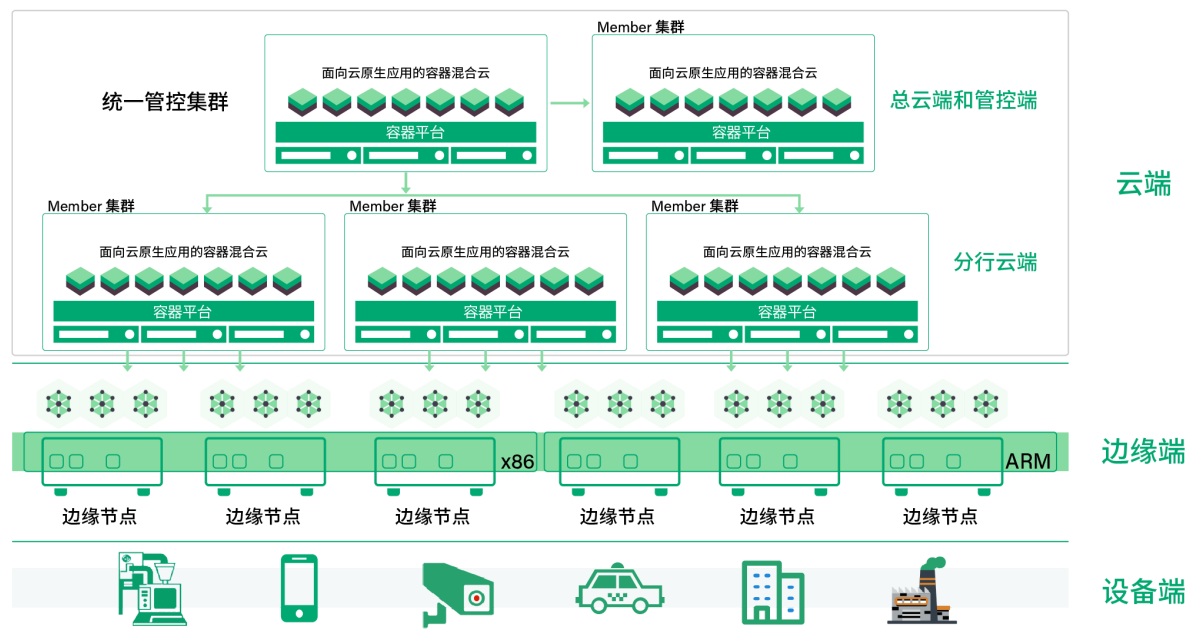 Member 集群
面向云原生应用的容器混合云
面向云原生应用的容器混合云
统一管控集群
总云端和管控端
容器平台
容器平台
云端
Member 集群
Member 集群
Member 集群
面向云原生应用的容器混合云
面向云原生应用的容器混合云
面向云原生应用的容器混合云
分行云端
容器平台
容器平台
容器平台
x86
ARM
边缘端
边缘节点
边缘节点
边缘节点
边缘节点
边缘节点
边缘节点
设备端